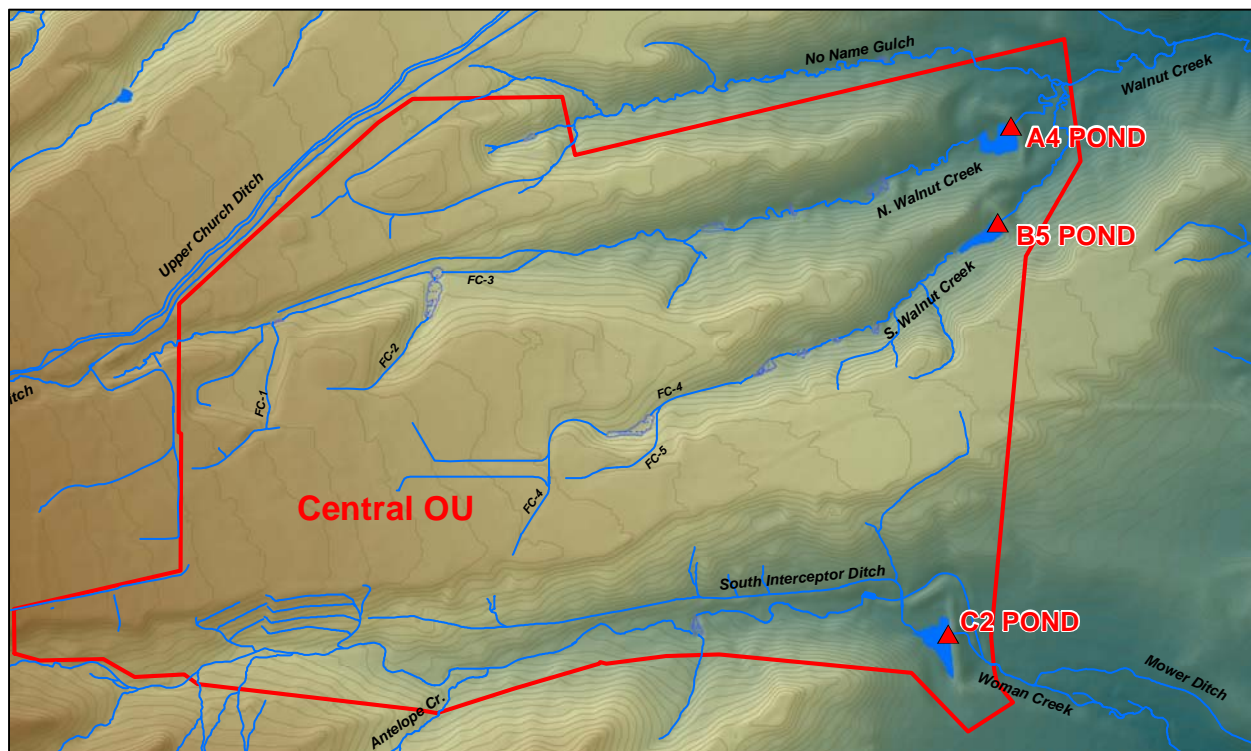 No Name Gulch
Walnut Creek
A4 POND
Upper Church Ditch
N. Walnut Creek
B5 POND
FC-3
S. Walnut Creek
FC-2
itch
FC-1
FC-4
FC-5
Central OU
FC-4
South Interceptor Ditch
C2 POND
Mower Ditch
Woman Creek
Antelope Cr.